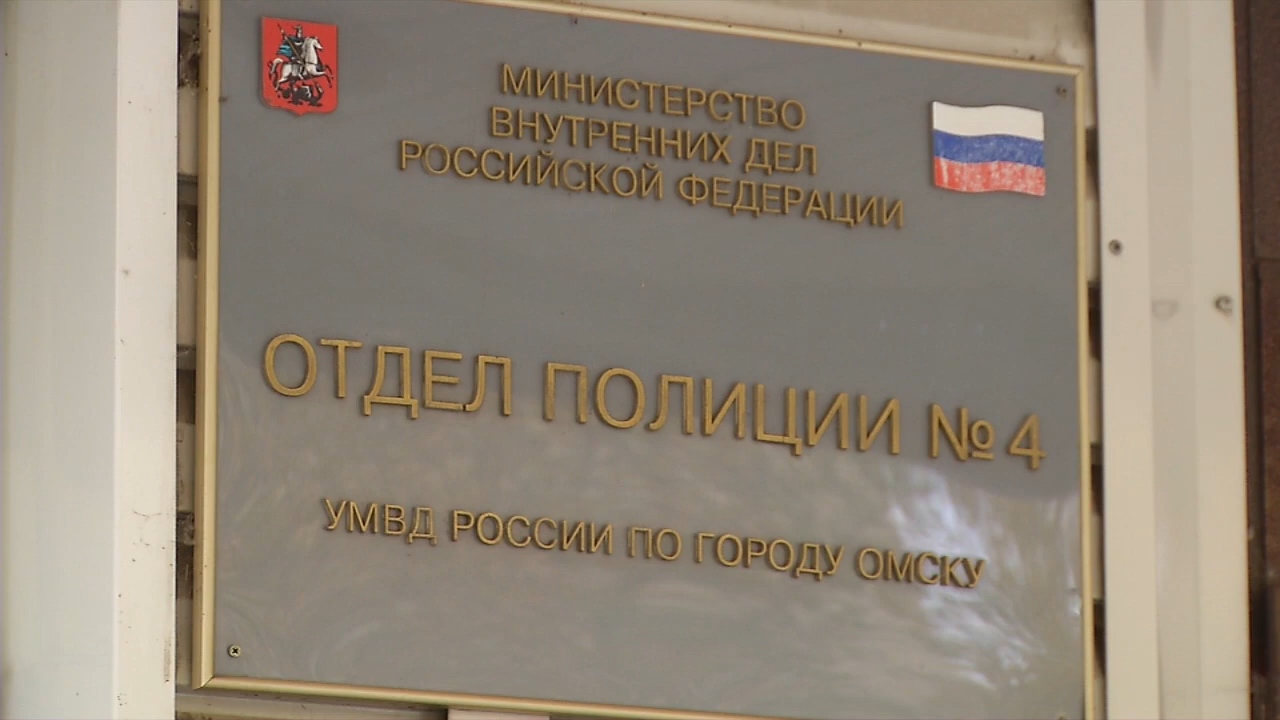 МИНИСТЕРСТВО
ВНУТРЕННИХ ДЕЛ
РОССИЙСКОЙ ФЕДЕРАЦИИ
ОТДЕЛ ПОЛИЦИИ № 4
УМВД РОССИИ ПО ГОРОДУ ОМСКУ